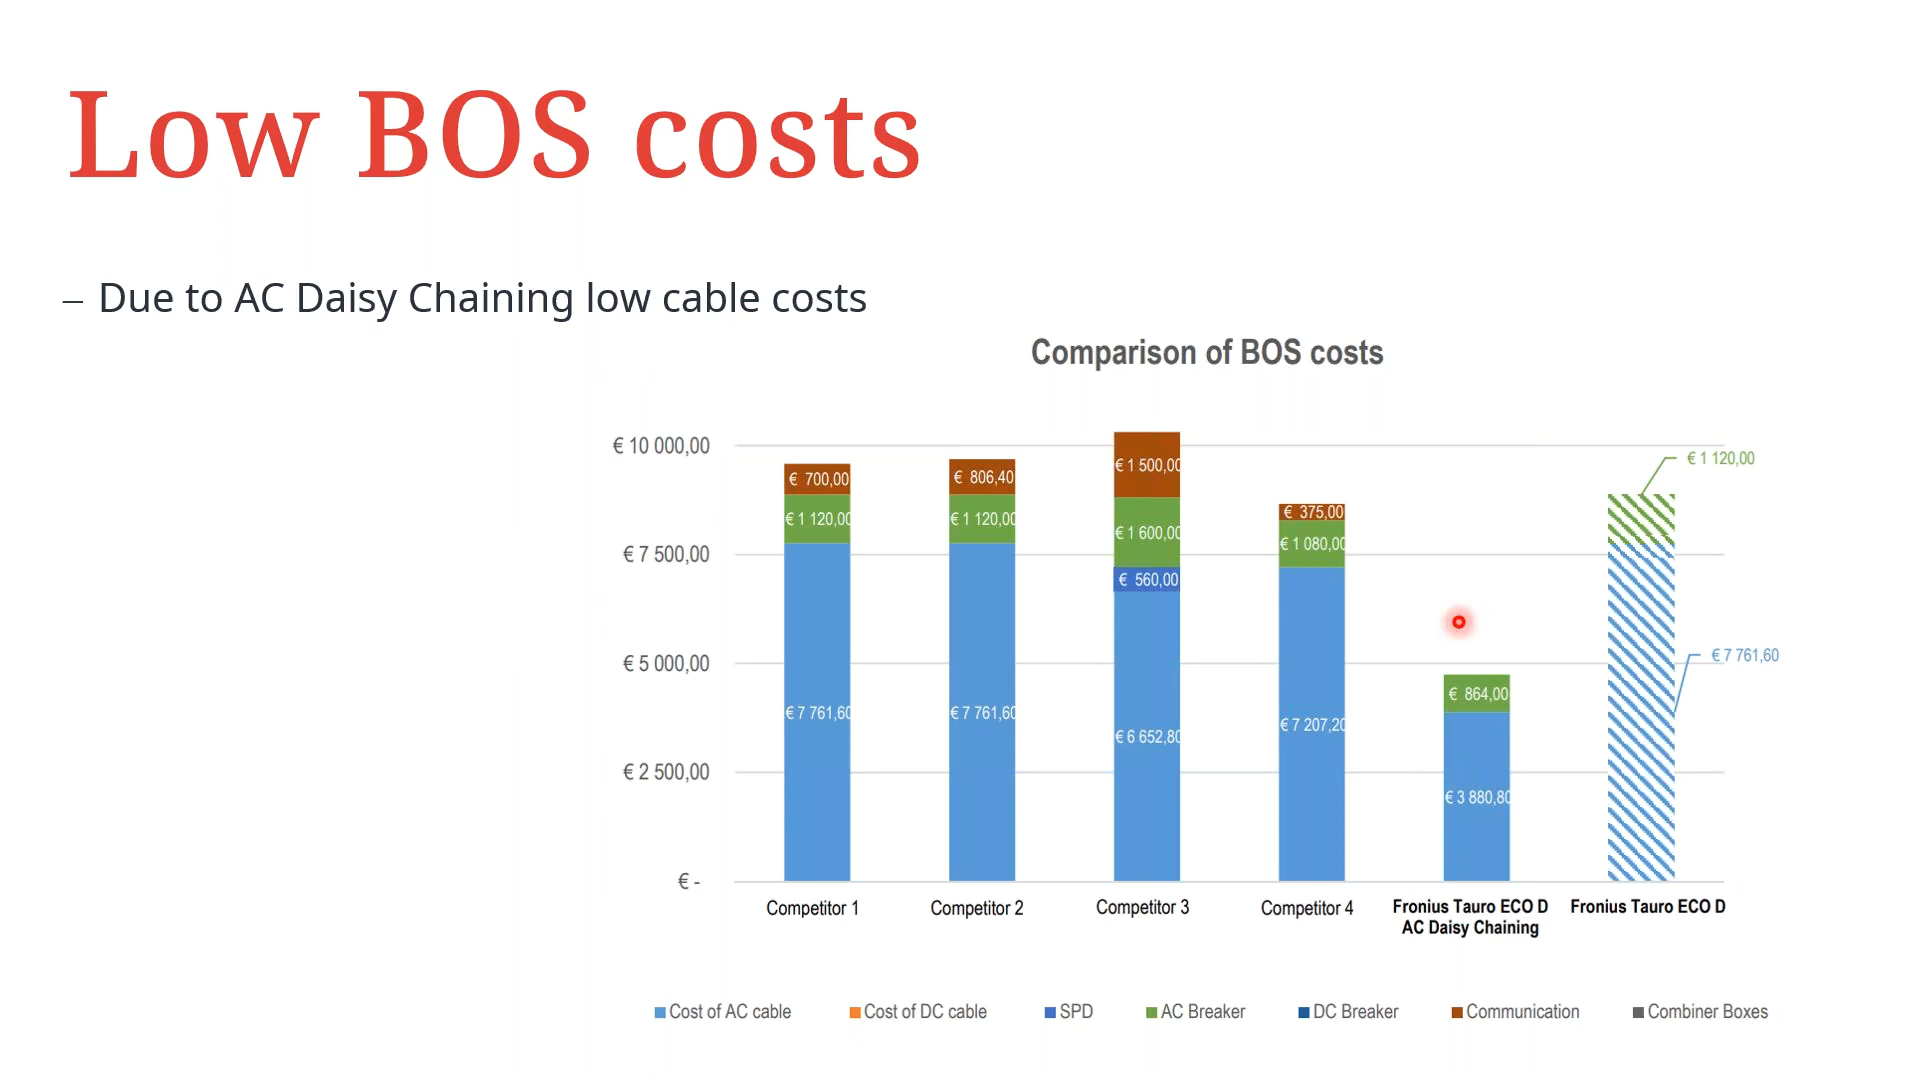 Low BOS costs
– Due to AC Daisy Chaining low cable costs
Comparison of BOS costs
€ 10 000,00
€ 7 500,00
€ 5 000,00
€ 2 500,00
€ -
€ 700,00
€ 1 120,00
€ 7 761,60
€ 806,40
€ 1 120,00
€ 7 761,60
€ 1 500,00
€ 1 600,00
€ 560,00
€ 6 652,80
€ 375,00
€ 1 080,00
€ 7 207,20
€ 864,00
€ 3 880,80
€ 1 120,00
€ 7 761,60
Competitor 1
Competitor 2
Competitor 3
Competitor 4
Fronius Tauro ECO D
AC Daisy Chaining
Fronius Tauro ECO D
Cost of AC cable
Cost of DC cable
SPD
AC Breaker
DC Breaker
Communication
Combiner Boxes